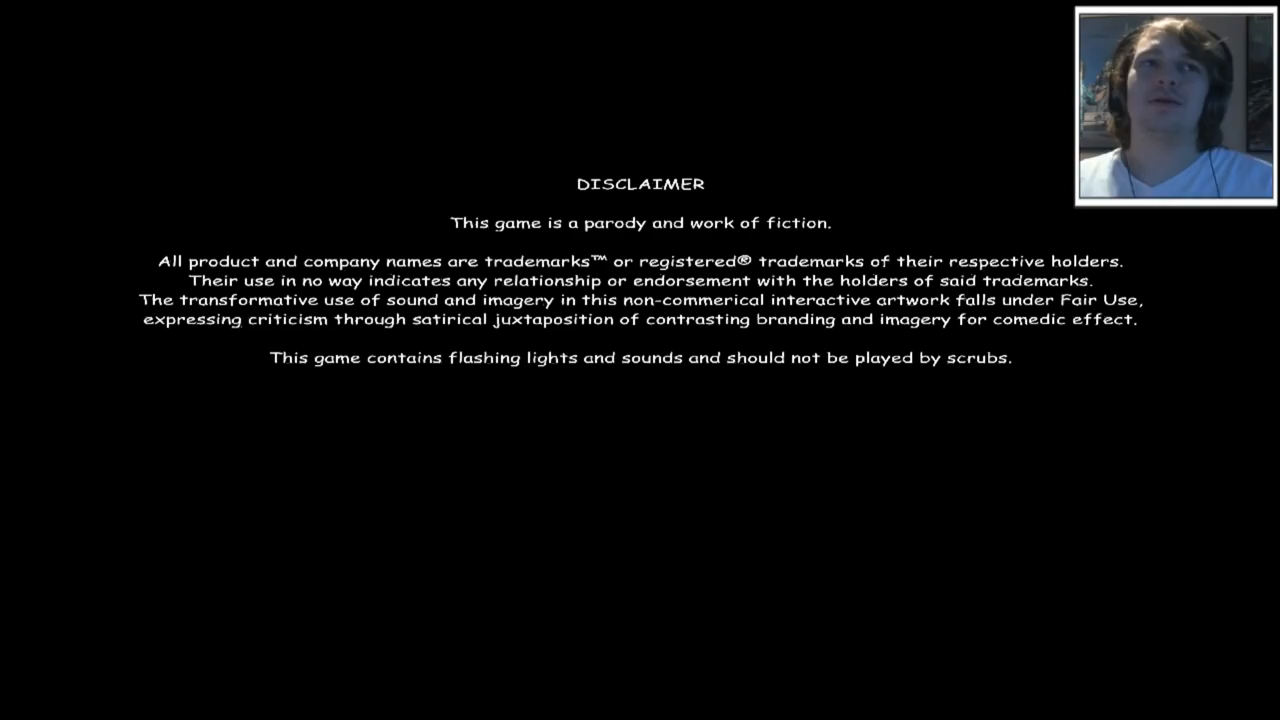 DISCLAIMER
This game is a parody and work of fiction.
All product and company names are trademarks™ or registered® trademarks of their respective holders.
Their use in no way indicates any relationship or endorsement with the holders of said trademarks.
The transformative use of sound and imagery in this non-commerical interactive artwork falls under Fair Use,
expressing criticism through satirical juxtaposition of contrasting branding and imagery for comedic effect.
This game contains flashing lights and sounds and should not be played by scrubs.